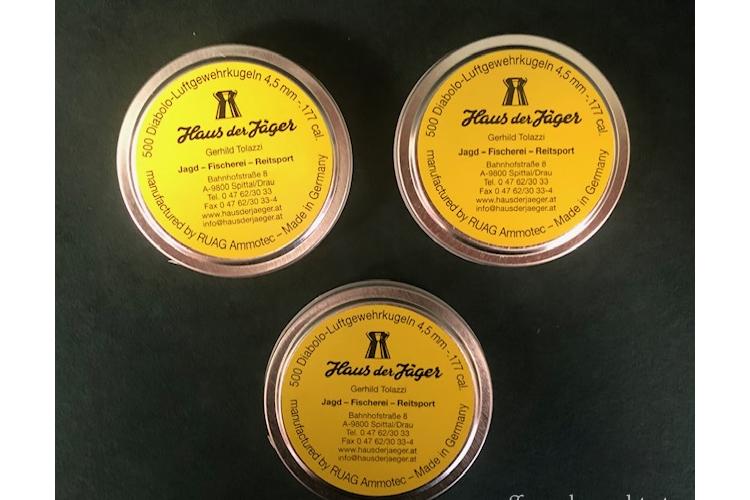 500 Diabolo-Luftgewehrkugeln 4,5 mm - .177 cal.
Haus der Jäger
Gerhild Tolazzi
Jagd – Fischerei – Reitsport
Bahnhofstraße 8
A-9800 Spittal/Drau
Tel. 0 47 62/30 33
Fax 0 47 62/30 33-4
www.hausderjaeger.at
info@hausderjaeger.at
manufactured by RUAG Ammotec – Made in Germany
500 Diabolo-Luftgewehrkugeln 4,5 mm - .177 cal.
Haus der Jäger
Gerhild Tolazzi
Jagd – Fischerei – Reitsport
Bahnhofstraße 8
A-9800 Spittal/Drau
Tel. 0 47 62/30 33
Fax 0 47 62/30 33-4
www.hausderjaeger.at
info@hausderjaeger.at
manufactured by RUAG Ammotec – Made in Germany
500 Diabolo-Luftgewehrkugeln 4,5 mm - .177 cal.
Haus der Jäger
Gerhild Tolazzi
Jagd – Fischerei – Reitsport
Bahnhofstraße 8
A-9800 Spittal/Drau
Tel. 0 47 62/30 33
Fax 0 47 62/30 33-4
www.hausderjaeger.at
info@hausderjaeger.at
manufactured by RUAG Ammotec – Made in Germany